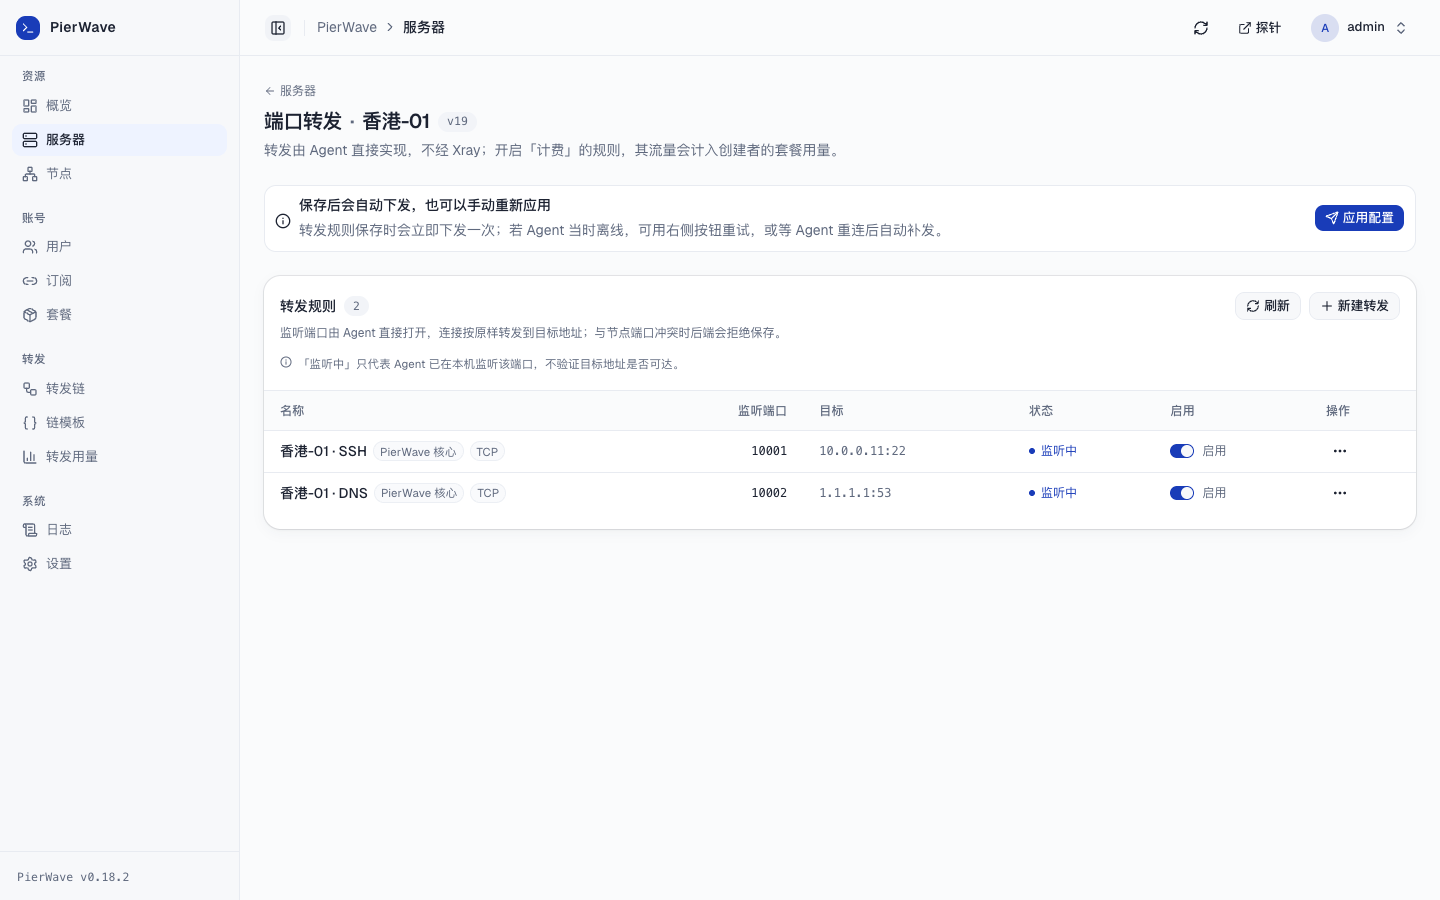 PierWave
PierWave > 服务器
探针
A
admin
资源
概览
服务器
节点
账号
用户
订阅
套餐
转发
转发链
链模板
转发用量
系统
日志
设置
PierWave v0.18.2
← 服务器
端口转发 · 香港-01 v19
转发由 Agent 直接实现，不经 Xray；开启「计费」的规则，其流量会计入创建者的套餐用量。
保存后会自动下发，也可以手动重新应用
转发规则保存时会立即下发一次；若 Agent 当时离线，可用右侧按钮重试，或等 Agent 重连后自动补发。
应用配置
转发规则 2
刷新
新建转发
监听端口由 Agent 直接打开，连接按原样转发到目标地址；与节点端口冲突时后端会拒绝保存。
「监听中」只代表 Agent 已在本机监听该端口，不验证目标地址是否可达。
名称 监听端口 目标 状态 启用 操作
香港-01 · SSH PierWave 核心 TCP 10001 10.0.0.11:22 监听中 启用
香港-01 · DNS PierWave 核心 TCP 10002 1.1.1.1:53 监听中 启用